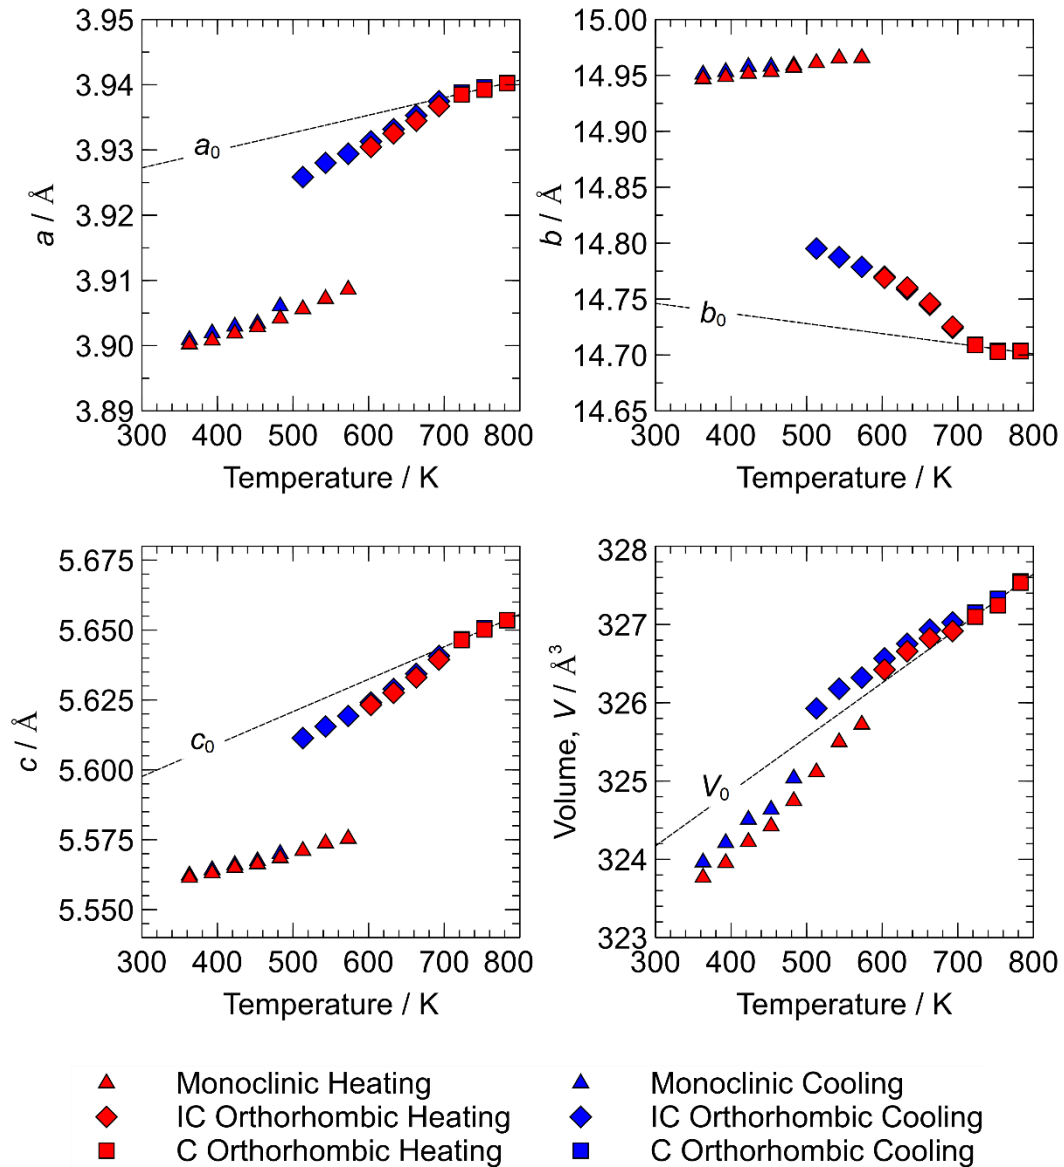 3.95
3.94
3.93
3.92
3.91
3.90
3.89
a / Å
a₀
300 400 500 600 700 800
Temperature / K
15.00
14.95
14.90
14.85
14.80
14.75
14.70
14.65
b / Å
b₀
300 400 500 600 700 800
Temperature / K
5.675
5.650
5.625
5.600
5.575
5.550
c / Å
c₀
300 400 500 600 700 800
Temperature / K
328
327
326
325
324
323
Volume, V / Å³
V₀
300 400 500 600 700 800
Temperature / K
Monoclinic Heating
IC Orthorhombic Heating
C Orthorhombic Heating
Monoclinic Cooling
IC Orthorhombic Cooling
C Orthorhombic Cooling